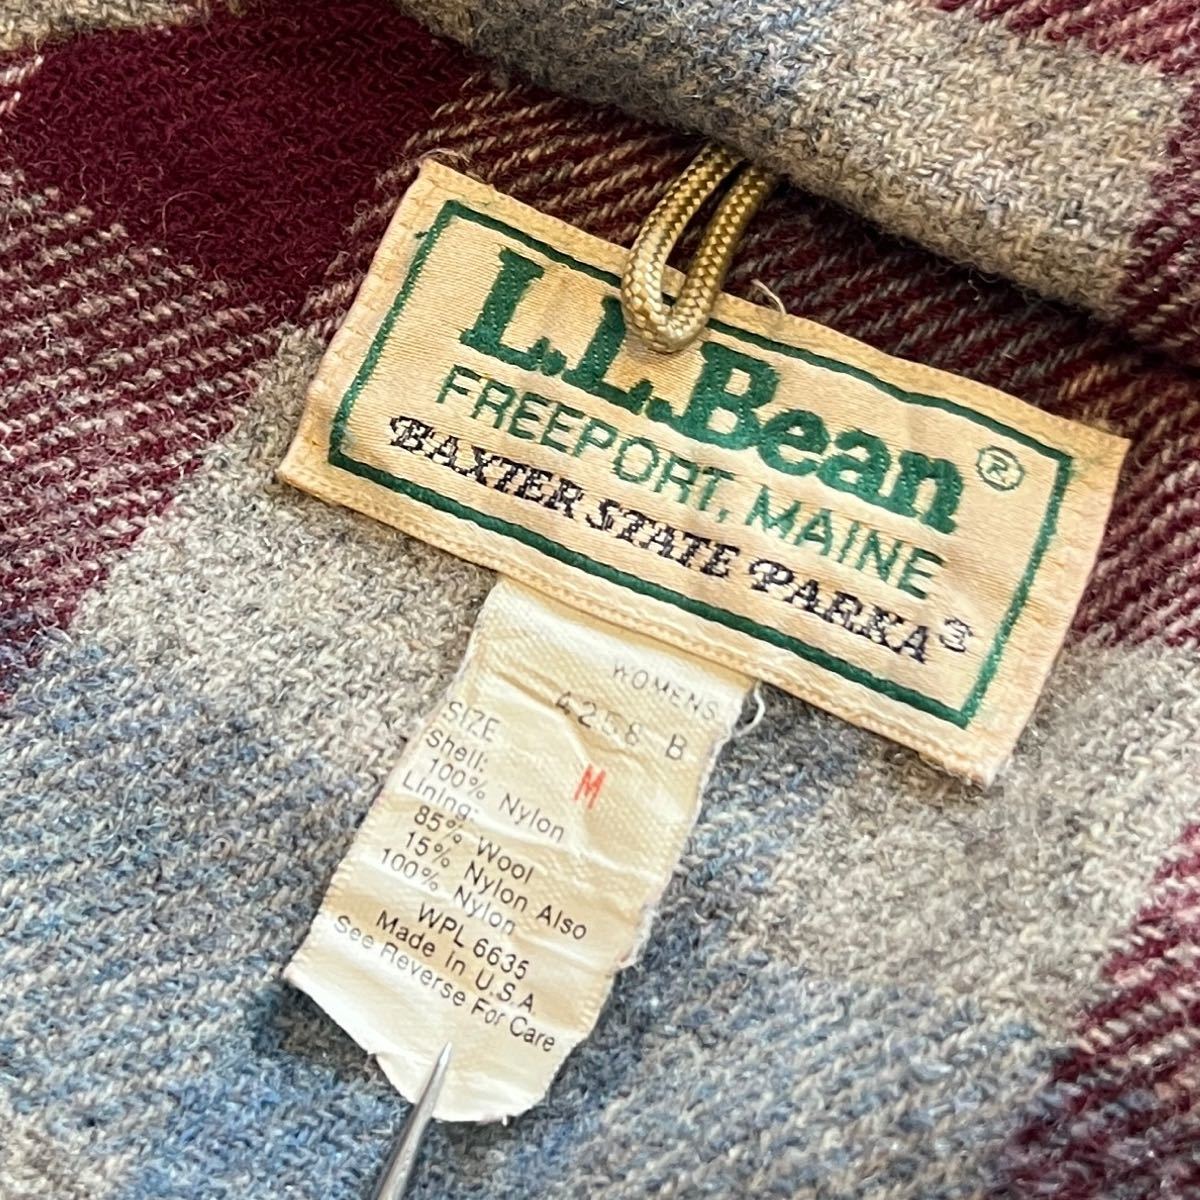 L.L.Bean®
FREEPORT, MAINE
BAXTER STATE PARKA®
WOMENS
4258 B
SIZE M
Shell:
100% Nylon
Lining:
85% Wool
15% Nylon Also
100% Nylon
WPL 6635
Made In U.S.A.
See Reverse For Care